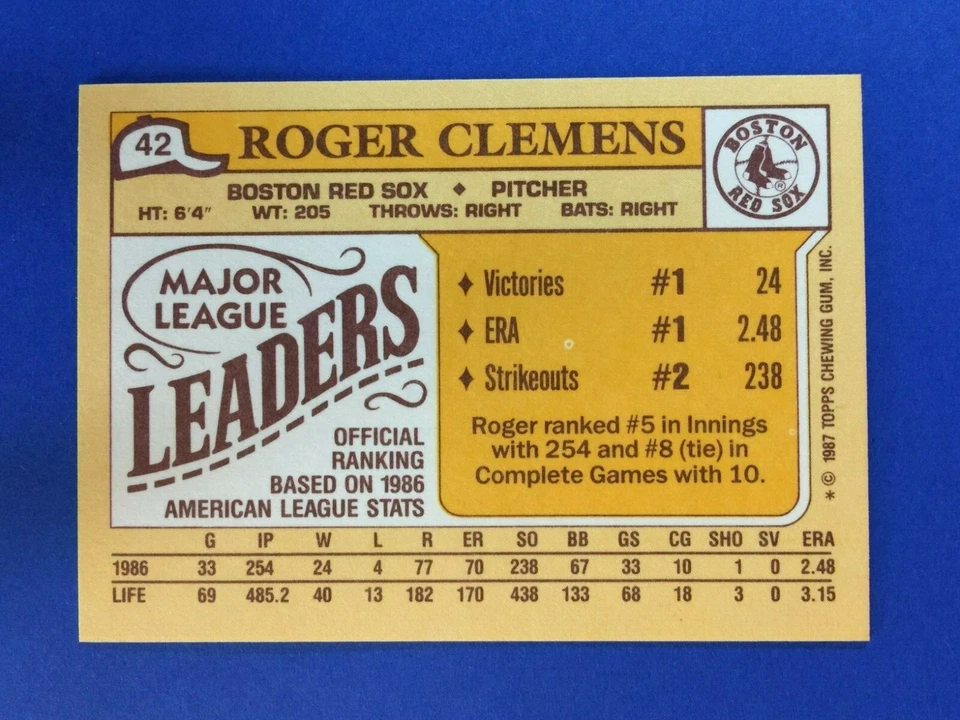 42 ROGER CLEMENS
BOSTON RED SOX ♦ PITCHER
HT: 6'4" WT: 205 THROWS: RIGHT BATS: RIGHT
BOSTON
RED SOX
®
MAJOR
LEAGUE
LEADERS
OFFICIAL
RANKING
BASED ON 1986
AMERICAN LEAGUE STATS
♦ Victories #1 24
♦ ERA #1 2.48
♦ Strikeouts #2 238
Roger ranked #5 in Innings
with 254 and #8 (tie) in
Complete Games with 10.
* © 1987 TOPPS CHEWING GUM, INC.
G IP W L R ER SO BB GS CG SHO SV ERA
1986 33 254 24 4 77 70 238 67 33 10 1 0 2.48
LIFE 69 485.2 40 13 182 170 438 133 68 18 3 0 3.15